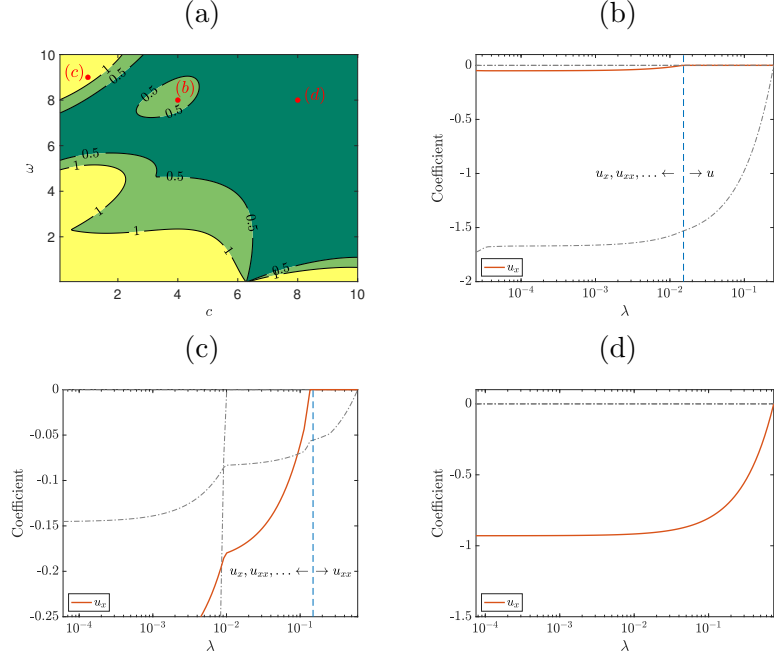 (a)
10
8
6
4
2
ω
2
4
6
8
10
c
(c)
(b)
(d)
1
0.5
0.5
0.5
0.5
1
0.5
1
1
0.5
1
0.5
1
(b)
0
-0.5
-1
-1.5
-2
Coefficient
u_x, u_xx, ... ← → u
u_x
10^-4
10^-3
10^-2
10^-1
λ
(c)
0
-0.05
-0.1
-0.15
-0.2
-0.25
Coefficient
u_x, u_xx, ... ← → u_xx
u_x
10^-4
10^-3
10^-2
10^-1
λ
(d)
0
-0.5
-1
-1.5
Coefficient
u_x
10^-4
10^-3
10^-2
10^-1
λ